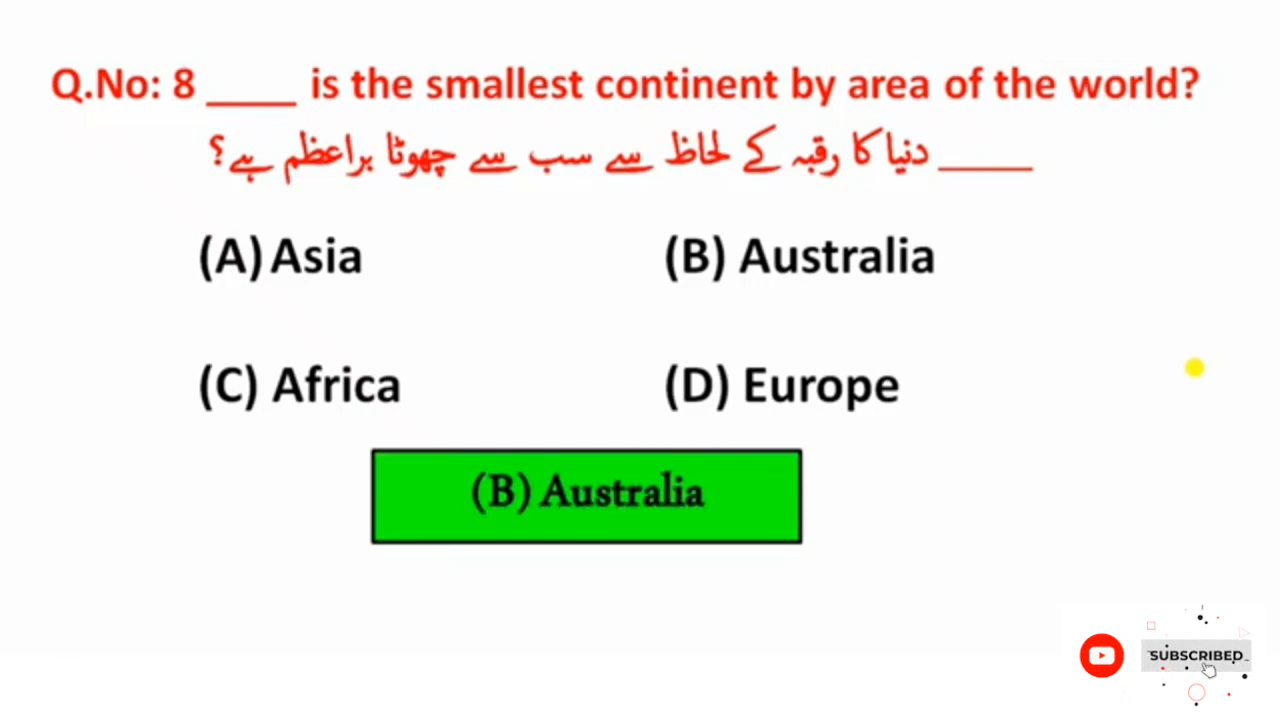 Q.No: 8 ____ is the smallest continent by area of the world?
____ دنیا کا رقبہ کے لحاظ سے سب سے چھوٹا براعظم ہے؟
(A) Asia
(B) Australia
(C) Africa
(D) Europe
(B) Australia
SUBSCRIBED